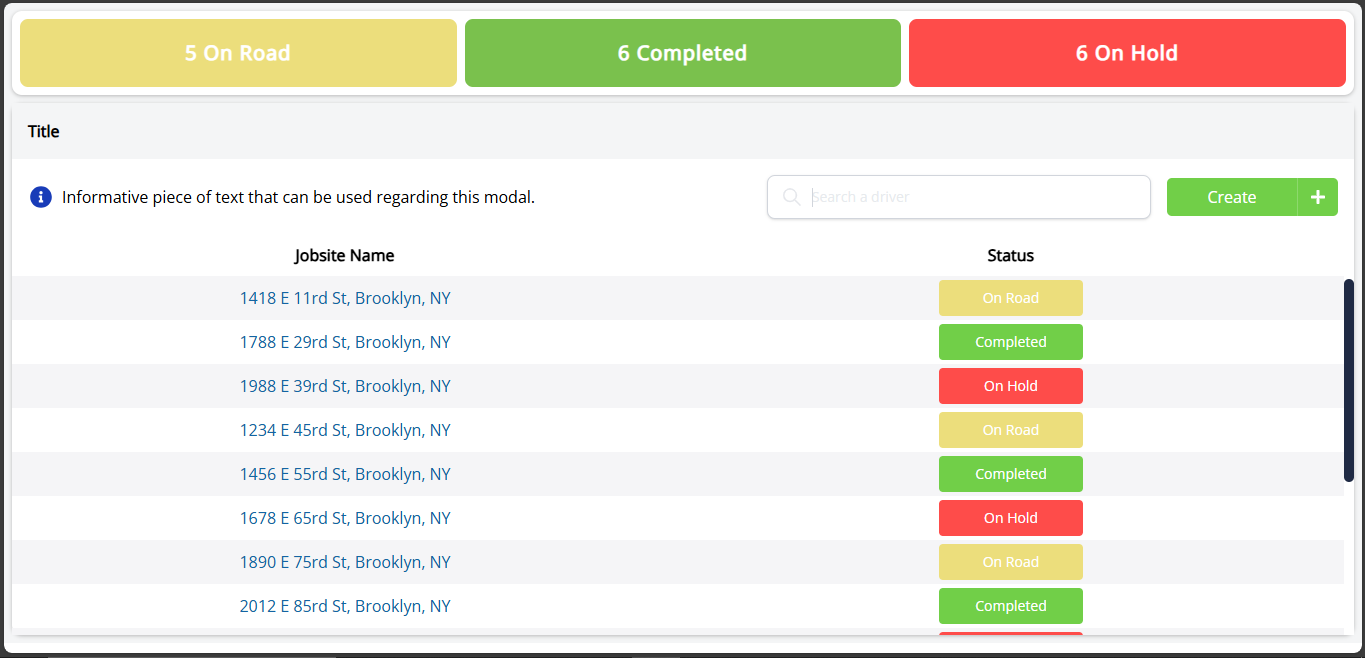 5 On Road
6 Completed
6 On Hold
Title
Informative piece of text that can be used regarding this modal.
Search a driver
Create
Jobsite Name Status
1418 E 11rd St, Brooklyn, NY On Road
1788 E 29rd St, Brooklyn, NY Completed
1988 E 39rd St, Brooklyn, NY On Hold
1234 E 45rd St, Brooklyn, NY On Road
1456 E 55rd St, Brooklyn, NY Completed
1678 E 65rd St, Brooklyn, NY On Hold
1890 E 75rd St, Brooklyn, NY On Road
2012 E 85rd St, Brooklyn, NY Completed